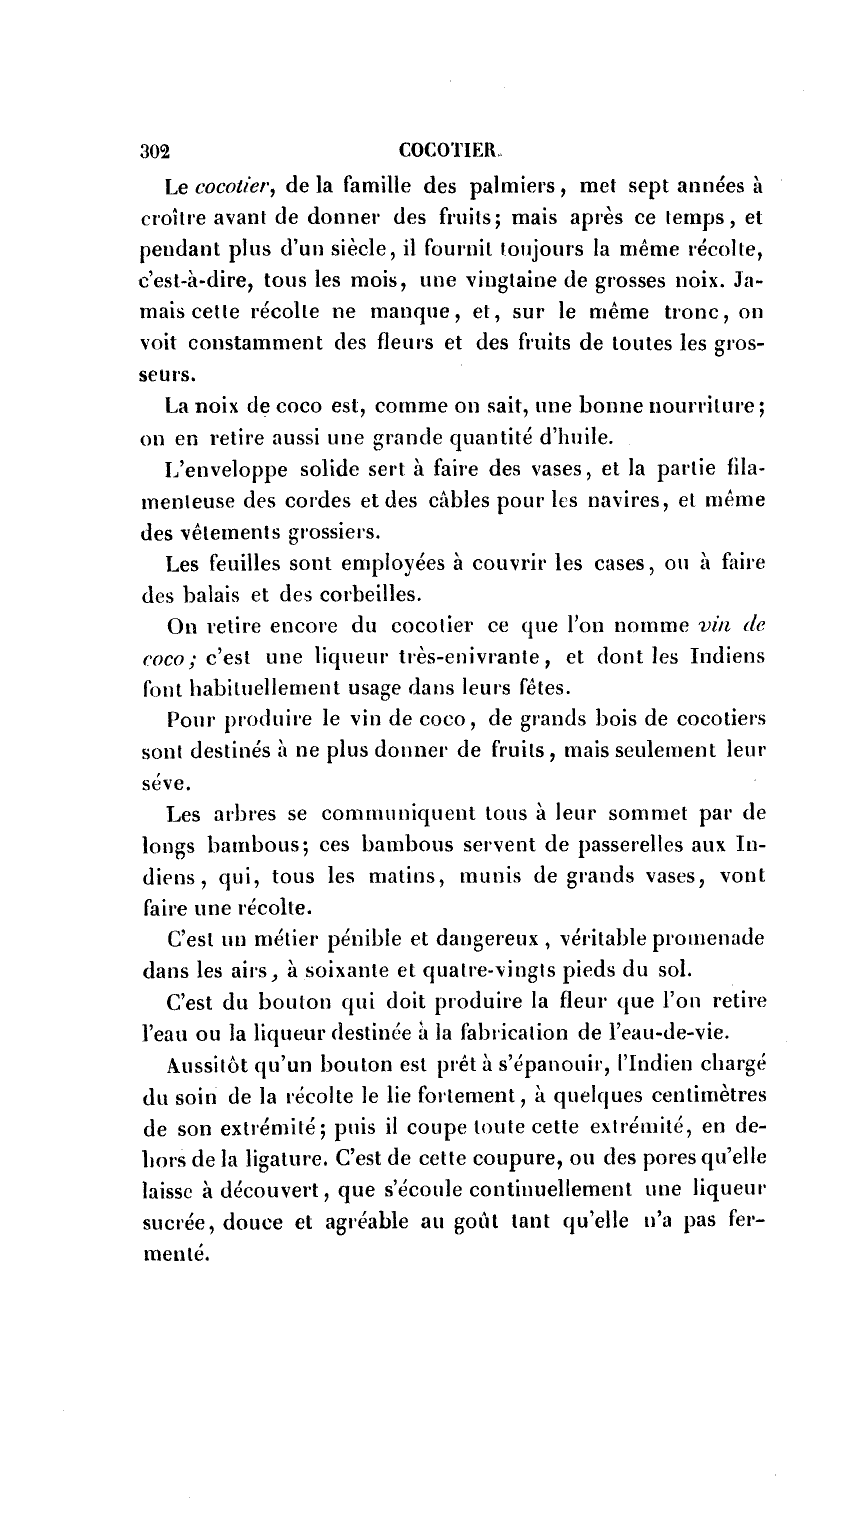 302 COCOTIER.
Le cocotier, de la famille des palmiers, met sept années à
croître avant de donner des fruits; mais après ce temps, et
pendant plus d'un siècle, il fournit toujours la même récolte,
c'est-à-dire, tous les mois, une vingtaine de grosses noix. Ja-
mais cette récolte ne manque, et, sur le même tronc, on
voit constamment des fleurs et des fruits de toutes les gros-
seurs.
La noix de coco est, comme on sait, une bonne nourriture;
on en retire aussi une grande quantité d'huile.
L'enveloppe solide sert à faire des vases, et la partie fila-
menteuse des cordes et des câbles pour les navires, et même
des vêtements grossiers.
Les feuilles sont employées à couvrir les cases, ou à faire
des balais et des corbeilles.
On retire encore du cocotier ce que l'on nomme vin de
coco; c'est une liqueur très-enivrante, et dont les Indiens
font habituellement usage dans leurs fêtes.
Pour produire le vin de coco, de grands bois de cocotiers
sont destinés à ne plus donner de fruits, mais seulement leur
séve.
Les arbres se communiquent tous à leur sommet par de
longs bambous; ces bambous servent de passerelles aux In-
diens, qui, tous les matins, munis de grands vases, vont
faire une récolte.
C'est un métier pénible et dangereux, véritable promenade
dans les airs, à soixante et quatre-vingts pieds du sol.
C'est du bouton qui doit produire la fleur que l'on retire
l'eau ou la liqueur destinée à la fabrication de l'eau-de-vie.
Aussitôt qu'un bouton est prêt à s'épanouir, l'Indien chargé
du soin de la récolte le lie fortement, à quelques centimètres
de son extrémité; puis il coupe toute cette extrémité, en de-
hors de la ligature. C'est de cette coupure, ou des pores qu'elle
laisse à découvert, que s'écoule continuellement une liqueur
sucrée, douce et agréable au goût tant qu'elle n'a pas fer-
menté.